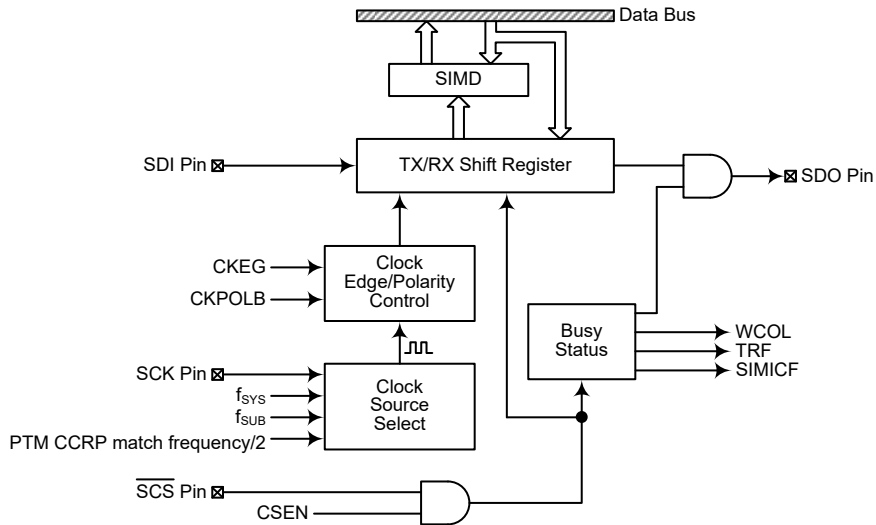 Data Bus
SIMD
SDI Pin
TX/RX Shift Register
SDO Pin
CKEG
CKPOLB
Clock
Edge/Polarity
Control
Busy
Status
WCOL
TRF
SIMICF
SCK Pin
fSYS
fSUB
PTM CCRP match frequency/2
Clock
Source
Select
SCS Pin
CSEN